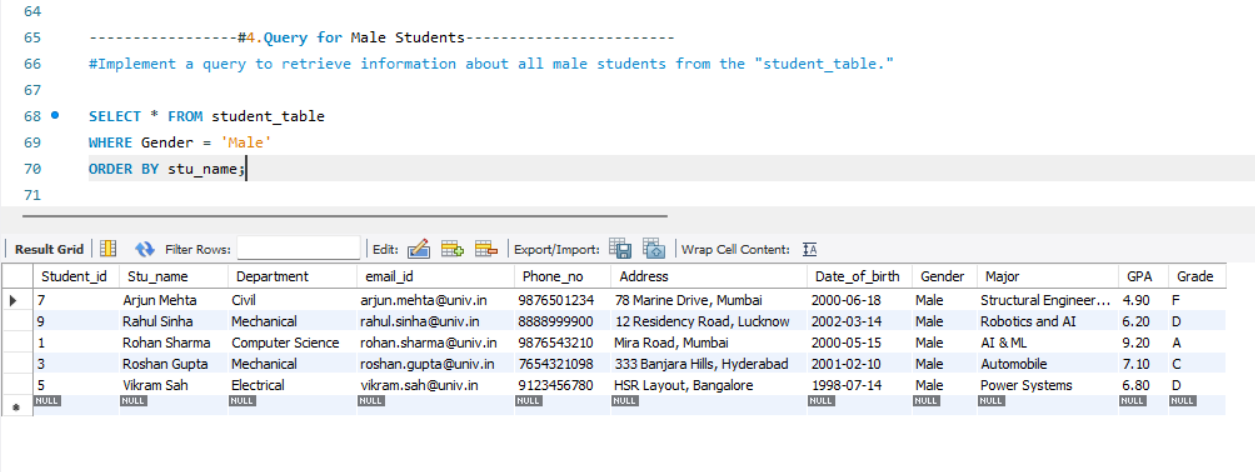 64
65 -----------------#4.Query for Male Students------------------------
66 #Implement a query to retrieve information about all male students from the "student_table."
67
68 SELECT * FROM student_table
69 WHERE Gender = 'Male'
70 ORDER BY stu_name;
71
Result Grid Filter Rows: Edit: Export/Import: Wrap Cell Content: IA
Student_id Stu_name Department email_id Phone_no Address Date_of_birth Gender Major GPA Grade
7 Arjun Mehta Civil arjun.mehta@univ.in 9876501234 78 Marine Drive, Mumbai 2000-06-18 Male Structural Engineer... 4.90 F
9 Rahul Sinha Mechanical rahul.sinha@univ.in 8888999900 12 Residency Road, Lucknow 2002-03-14 Male Robotics and AI 6.20 D
1 Rohan Sharma Computer Science rohan.sharma@univ.in 9876543210 Mira Road, Mumbai 2000-05-15 Male AI & ML 9.20 A
3 Roshan Gupta Mechanical roshan.gupta@univ.in 7654321098 333 Banjara Hills, Hyderabad 2001-02-10 Male Automobile 7.10 C
5 Vikram Sah Electrical vikram.sah@univ.in 9123456780 HSR Layout, Bangalore 1998-07-14 Male Power Systems 6.80 D
NULL NULL NULL NULL NULL NULL NULL NULL NULL NULL NULL